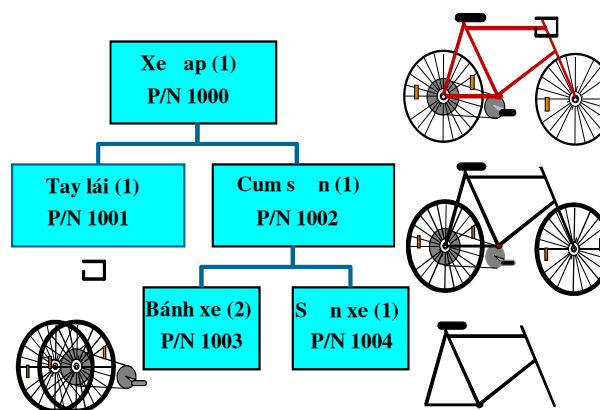 Xe ap (1)
P/N 1000
Tay lái (1)
P/N 1001
Cum s n (1)
P/N 1002
Bánh xe (2)
P/N 1003
S n xe (1)
P/N 1004